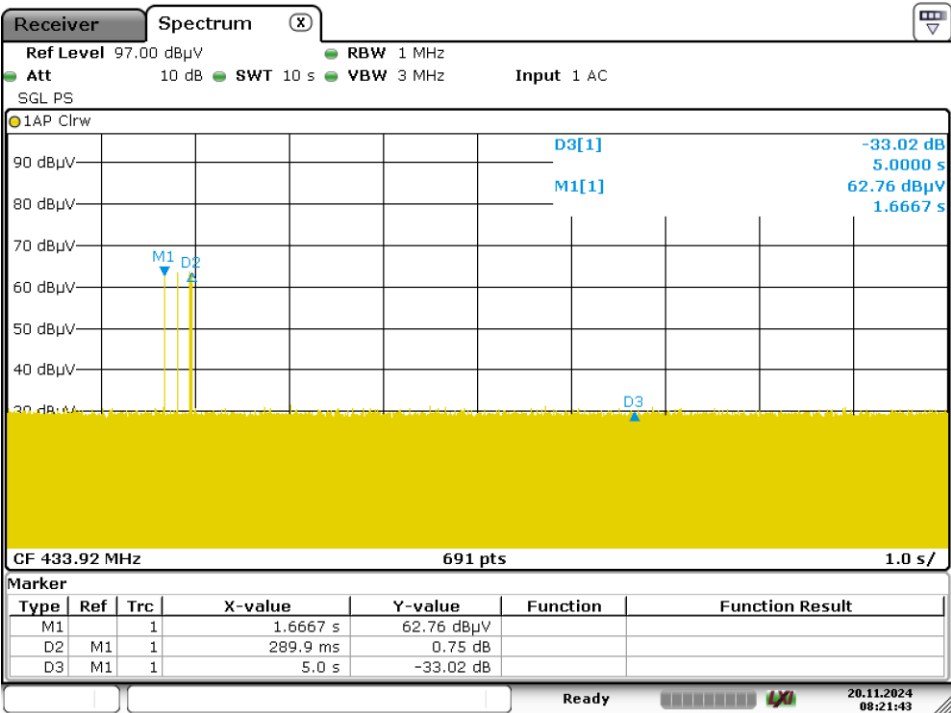 Receiver Spectrum X
Ref Level 97.00 dBµV RBW 1 MHz
Att 10 dB SWT 10 s VBW 3 MHz Input 1 AC
SGL PS
1AP Clrw
D3[1] -33.02 dB
5.0000 s
M1[1] 62.76 dBµV
1.6667 s
90 dBµV
80 dBµV
70 dBµV
M1 D2
60 dBµV
50 dBµV
40 dBµV
30 dBµV
D3
CF 433.92 MHz 691 pts 1.0 s/
Marker
Type Ref Trc X-value Y-value Function Function Result
M1 1 1.6667 s 62.76 dBµV
D2 M1 1 289.9 ms 0.75 dB
D3 M1 1 5.0 s -33.02 dB
Ready LXI 20.11.2024
08:21:43